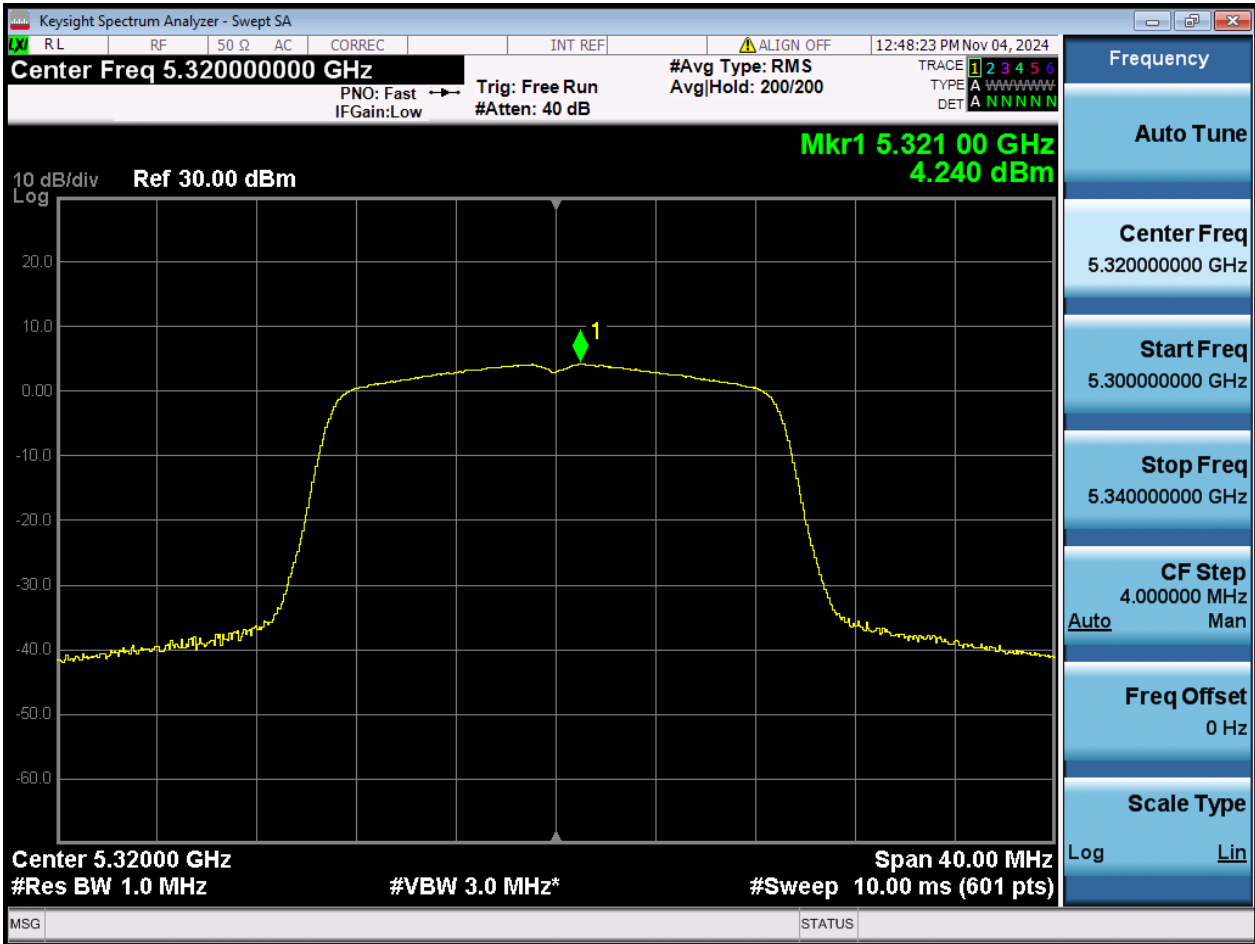 Keysight Spectrum Analyzer - Swept SA
LXI RL RF 50 Ω AC CORREC INT REF ALIGN OFF 12:48:23 PM Nov 04, 2024
Center Freq 5.320000000 GHz
PNO: Fast
IFGain:Low
Trig: Free Run
#Atten: 40 dB
#Avg Type: RMS
Avg|Hold: 200/200
TRACE 1 2 3 4 5 6
TYPE A WWWWW
DET A N N N N N
Mkr1 5.321 00 GHz
4.240 dBm
10 dB/div Ref 30.00 dBm
Log
20.0
10.0
0.00
-10.0
-20.0
-30.0
-40.0
-50.0
-60.0
1
Center 5.32000 GHz Span 40.00 MHz
#Res BW 1.0 MHz #VBW 3.0 MHz* #Sweep 10.00 ms (601 pts)
Frequency
Auto Tune
Center Freq
5.320000000 GHz
Start Freq
5.300000000 GHz
Stop Freq
5.340000000 GHz
CF Step
4.000000 MHz
Auto Man
Freq Offset
0 Hz
Scale Type
Log Lin
MSG STATUS